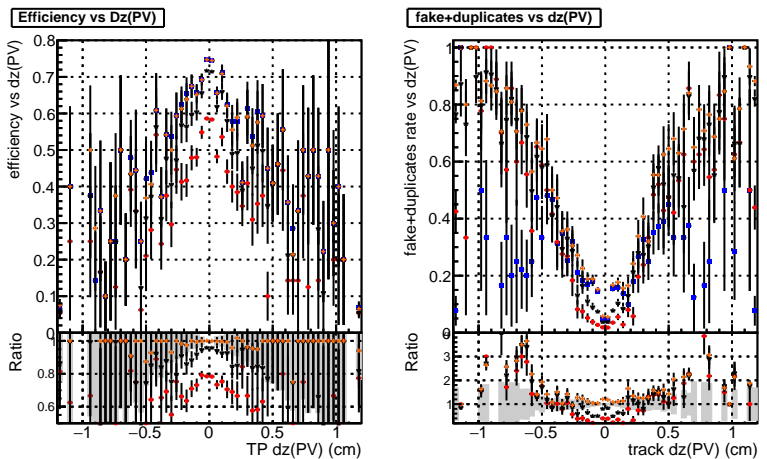 Efficiency vs Dz(PV)
efficiency vs dz(PV)
0.8
0.7
0.6
0.5
0.4
0.3
0.2
0.1
0
Ratio
1
0.8
0.6
−1 −0.5 0 0.5 1
TP dz(PV) (cm)
fake+duplicates vs dz(PV)
fake+duplicates rate vs dz(PV)
1
0.8
0.6
0.4
0.2
0
Ratio
3
2
1
−1 −0.5 0 0.5 1
track dz(PV) (cm)